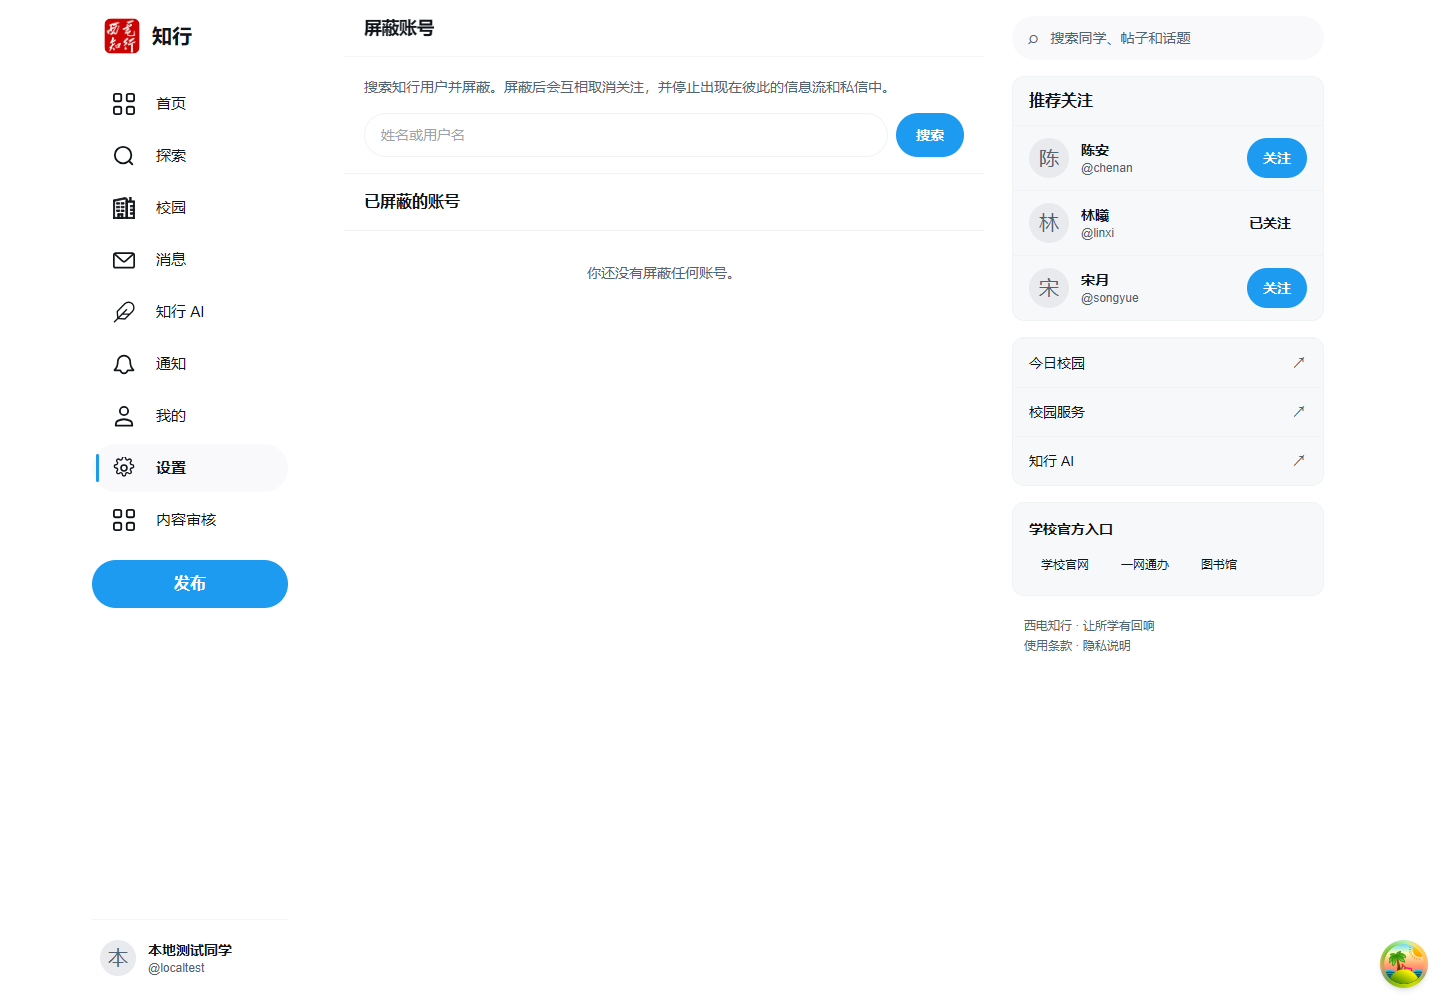 西电知行
知行
首页
探索
校园
消息
知行 AI
通知
我的
设置
内容审核
发布
本
本地测试同学
@localtest
屏蔽账号
搜索知行用户并屏蔽。屏蔽后会互相取消关注，并停止出现在彼此的信息流和私信中。
姓名或用户名
搜索
已屏蔽的账号
你还没有屏蔽任何账号。
搜索同学、帖子和话题
推荐关注
陈
陈安
@chenan
关注
林
林曦
@linxi
已关注
宋
宋月
@songyue
关注
今日校园
校园服务
知行 AI
学校官方入口
学校官网 一网通办 图书馆
西电知行 · 让所学有回响
使用条款 · 隐私说明